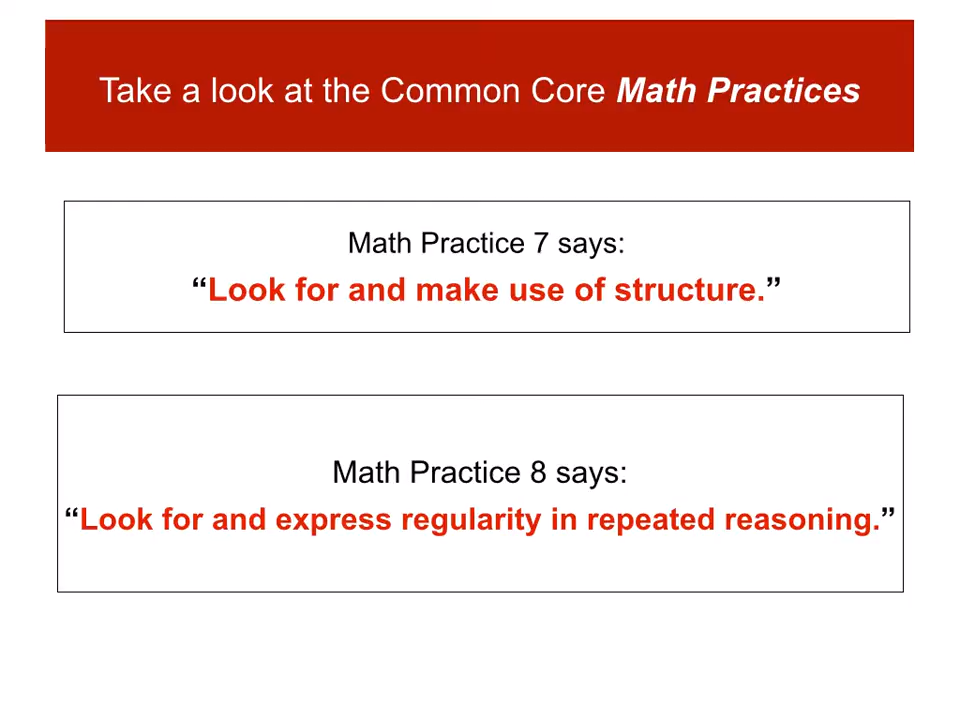 Take a look at the Common Core Math Practices
Math Practice 7 says:
“Look for and make use of structure.”
Math Practice 8 says:
“Look for and express regularity in repeated reasoning.”